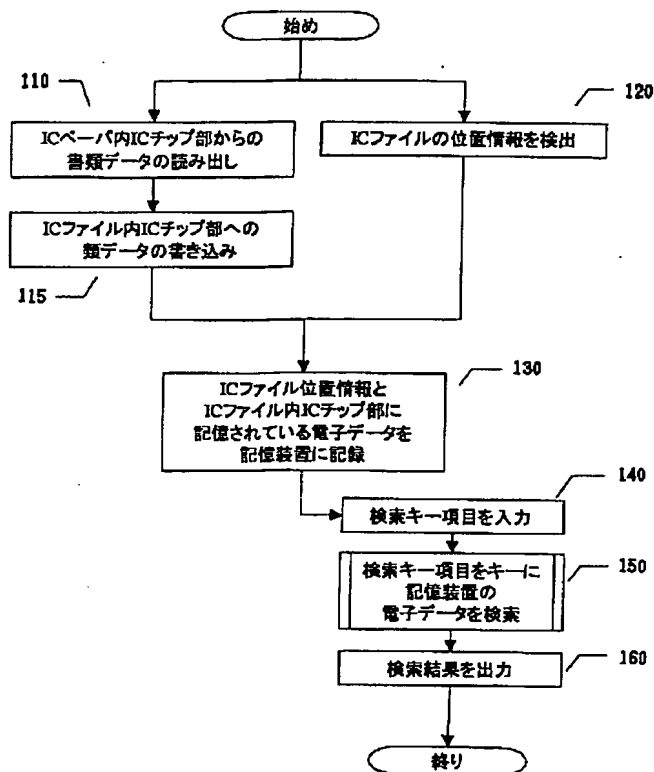 始め
110
ICペーパ内ICチップ部からの
書類データの読み出し
120
ICファイルの位置情報を検出
ICファイル内ICチップ部への
類データの書き込み
115
ICファイル位置情報と
ICファイル内ICチップ部に
記憶されている電子データを
記憶装置に記録
130
140
検索キー項目を入力
検索キー項目をキーに
記憶装置の
電子データを検索
150
検索結果を出力
160
終り